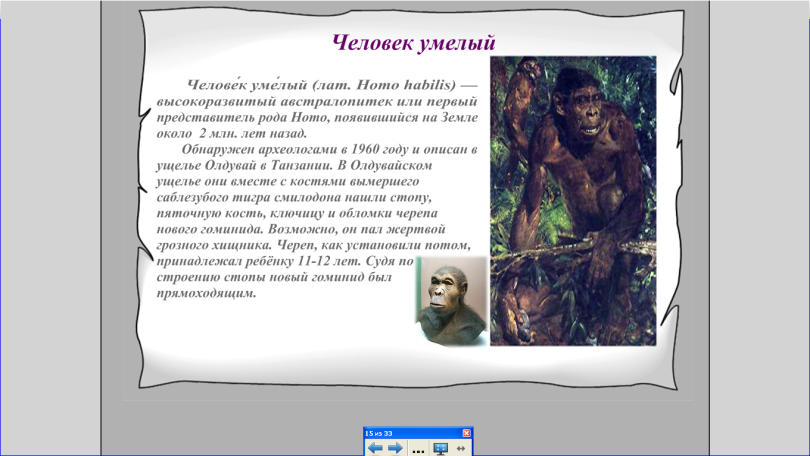 Человек умелый
Челове́к уме́лый (лат. Homo habilis) —
высокоразвитый австралопитек или первый
представитель рода Homo, появившийся на Земле
около 2 млн. лет назад.
Обнаружен археологами в 1960 году и описан в
ущелье Олдувай в Танзании. В Олдувайском
ущелье они вместе с костями вымершего
саблезубого тигра смилодона нашли стопу,
пяточную кость, ключицу и обломки черепа
нового гоминида. Возможно, он пал жертвой
грозного хищника. Череп, как установили потом,
принадлежал ребёнку 11-12 лет. Судя по
строению стопы новый гоминид был
прямоходящим.
15 из 33
...